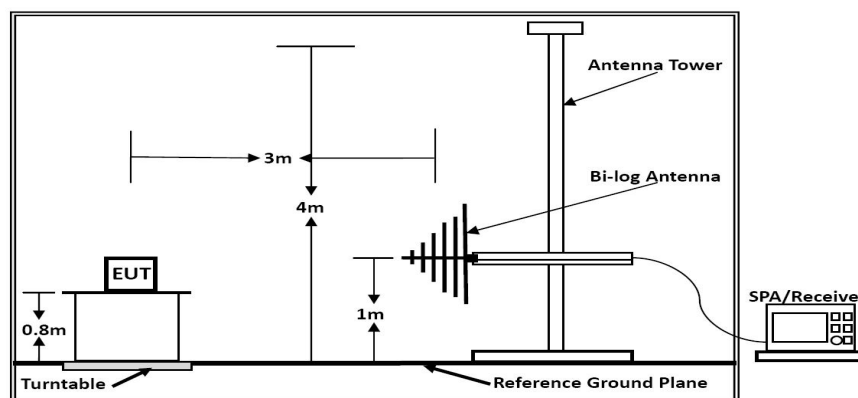 Antenna Tower
3m
Bi-log Antenna
4m
EUT
1m
0.8m
SPA/Receive
Turntable
Reference Ground Plane